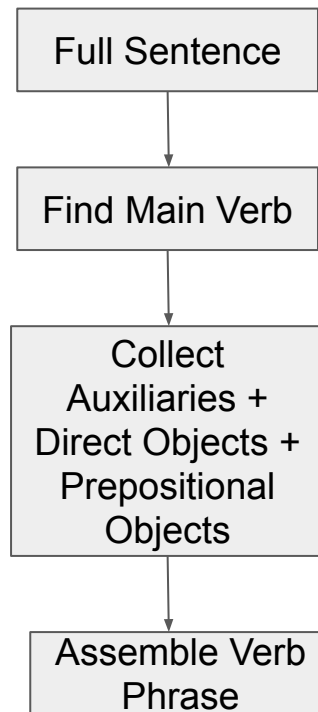 Full Sentence
Find Main Verb
Collect
Auxiliaries +
Direct Objects +
Prepositional
Objects
Assemble Verb
Phrase